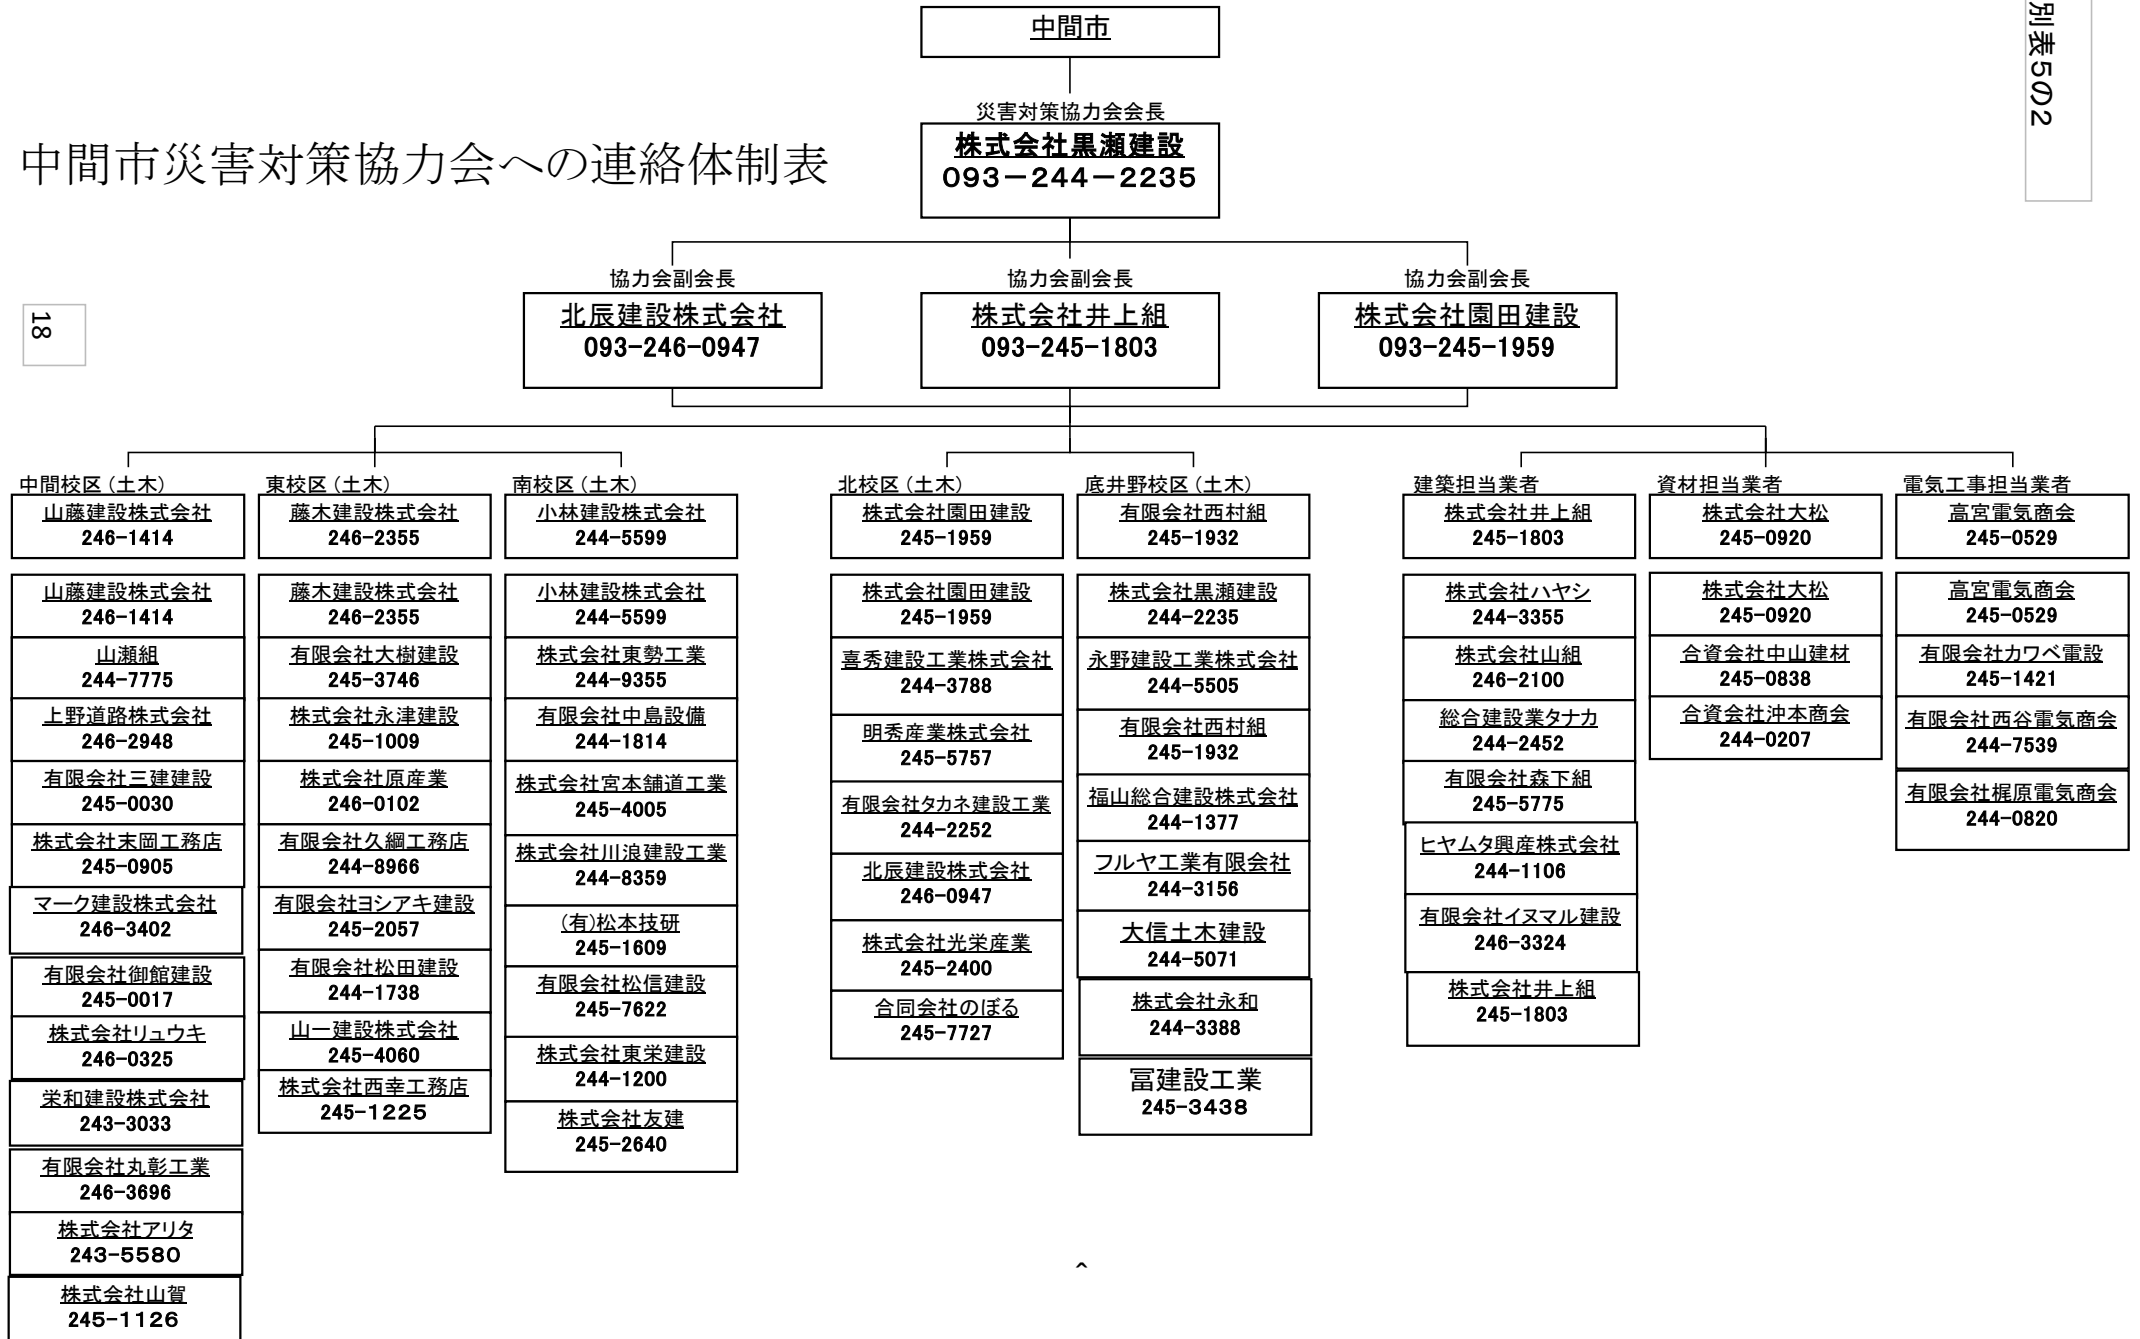 別表5の2
中間市
災害対策協力会会長
株式会社黒瀬建設
093－244－2235
中間市災害対策協力会への連絡体制表
18
協力会副会長
北辰建設株式会社
093-246-0947
協力会副会長
株式会社井上組
093-245-1803
協力会副会長
株式会社園田建設
093-245-1959
中間校区（土木）
山藤建設株式会社
246-1414
山藤建設株式会社
246-1414
山瀬組
244-7775
上野道路株式会社
246-2948
有限会社三建建設
245-0030
株式会社末岡工務店
245-0905
マーク建設株式会社
246-3402
有限会社御館建設
245-0017
株式会社リュウキ
246-0325
栄和建設株式会社
243-3033
有限会社丸彰工業
246-3696
株式会社アリタ
243-5580
株式会社山賀
245-1126
東校区（土木）
藤木建設株式会社
246-2355
藤木建設株式会社
246-2355
有限会社大樹建設
245-3746
株式会社永津建設
245-1009
株式会社原産業
246-0102
有限会社久綱工務店
244-8966
有限会社ヨシアキ建設
245-2057
有限会社松田建設
244-1738
山一建設株式会社
245-4060
株式会社西幸工務店
245-1225
南校区（土木）
小林建設株式会社
244-5599
小林建設株式会社
244-5599
株式会社東勢工業
244-9355
有限会社中島設備
244-1814
株式会社宮本舗道工業
245-4005
株式会社川浪建設工業
244-8359
(有)松本技研
245-1609
有限会社松信建設
245-7622
株式会社東栄建設
244-1200
株式会社友建
245-2640
北校区（土木）
株式会社園田建設
245-1959
株式会社園田建設
245-1959
喜秀建設工業株式会社
244-3788
明秀産業株式会社
245-5757
有限会社タカネ建設工業
244-2252
北辰建設株式会社
246-0947
株式会社光栄産業
245-2400
合同会社のぼる
245-7727
底井野校区（土木）
有限会社西村組
245-1932
株式会社黒瀬建設
244-2235
永野建設工業株式会社
244-5505
有限会社西村組
245-1932
福山総合建設株式会社
244-1377
フルヤ工業有限会社
244-3156
大信土木建設
244-5071
株式会社永和
244-3388
冨建設工業
245-3438
建築担当業者
株式会社井上組
245-1803
株式会社ハヤシ
244-3355
株式会社山組
246-2100
総合建設業タナカ
244-2452
有限会社森下組
245-5775
ヒヤムタ興産株式会社
244-1106
有限会社イヌマル建設
246-3324
株式会社井上組
245-1803
資材担当業者
株式会社大松
245-0920
株式会社大松
245-0920
合資会社中山建材
245-0838
合資会社沖本商会
244-0207
電気工事担当業者
高宮電気商会
245-0529
高宮電気商会
245-0529
有限会社カワベ電設
245-1421
有限会社西谷電気商会
244-7539
有限会社梶原電気商会
244-0820
^